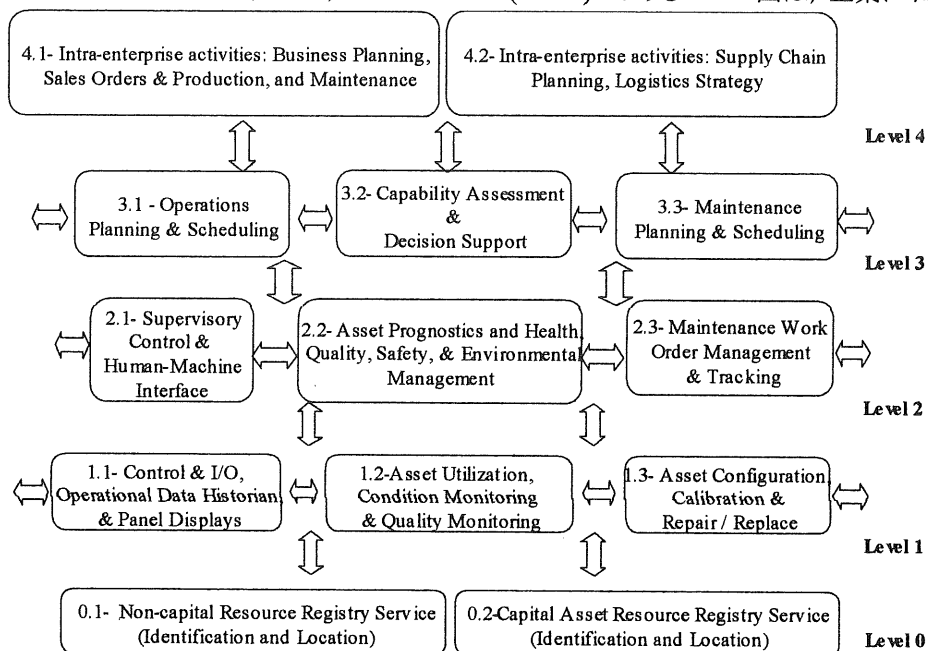 4.1- Intra-enterprise activities: Business Planning,
Sales Orders & Production, and Maintenance
4.2- Intra-enterprise activities: Supply Chain
Planning, Logistics Strategy
Level 4
3.1 - Operations
Planning & Scheduling
3.2- Capability Assessment
&
Decision Support
3.3- Maintenance
Planning & Scheduling
Level 3
2.1- Supervisory
Control &
Human-Machine
Interface
2.2- Asset Prognostics and Health,
Quality, Safety, & Environmental
Management
2.3- Maintenance Work
Order Management
& Tracking
Level 2
1.1- Control & I/O,
Operational Data Historian,
& Panel Displays
1.2-Asset Utilization,
Condition Monitoring
& Quality Monitoring
1.3- Asset Configuration,
Calibration &
Repair / Replace
Level 1
0.1- Non-capital Resource Registry Service
(Identification and Location)
0.2-Capital Asset Resource Registry Service
(Identification and Location)
Level 0